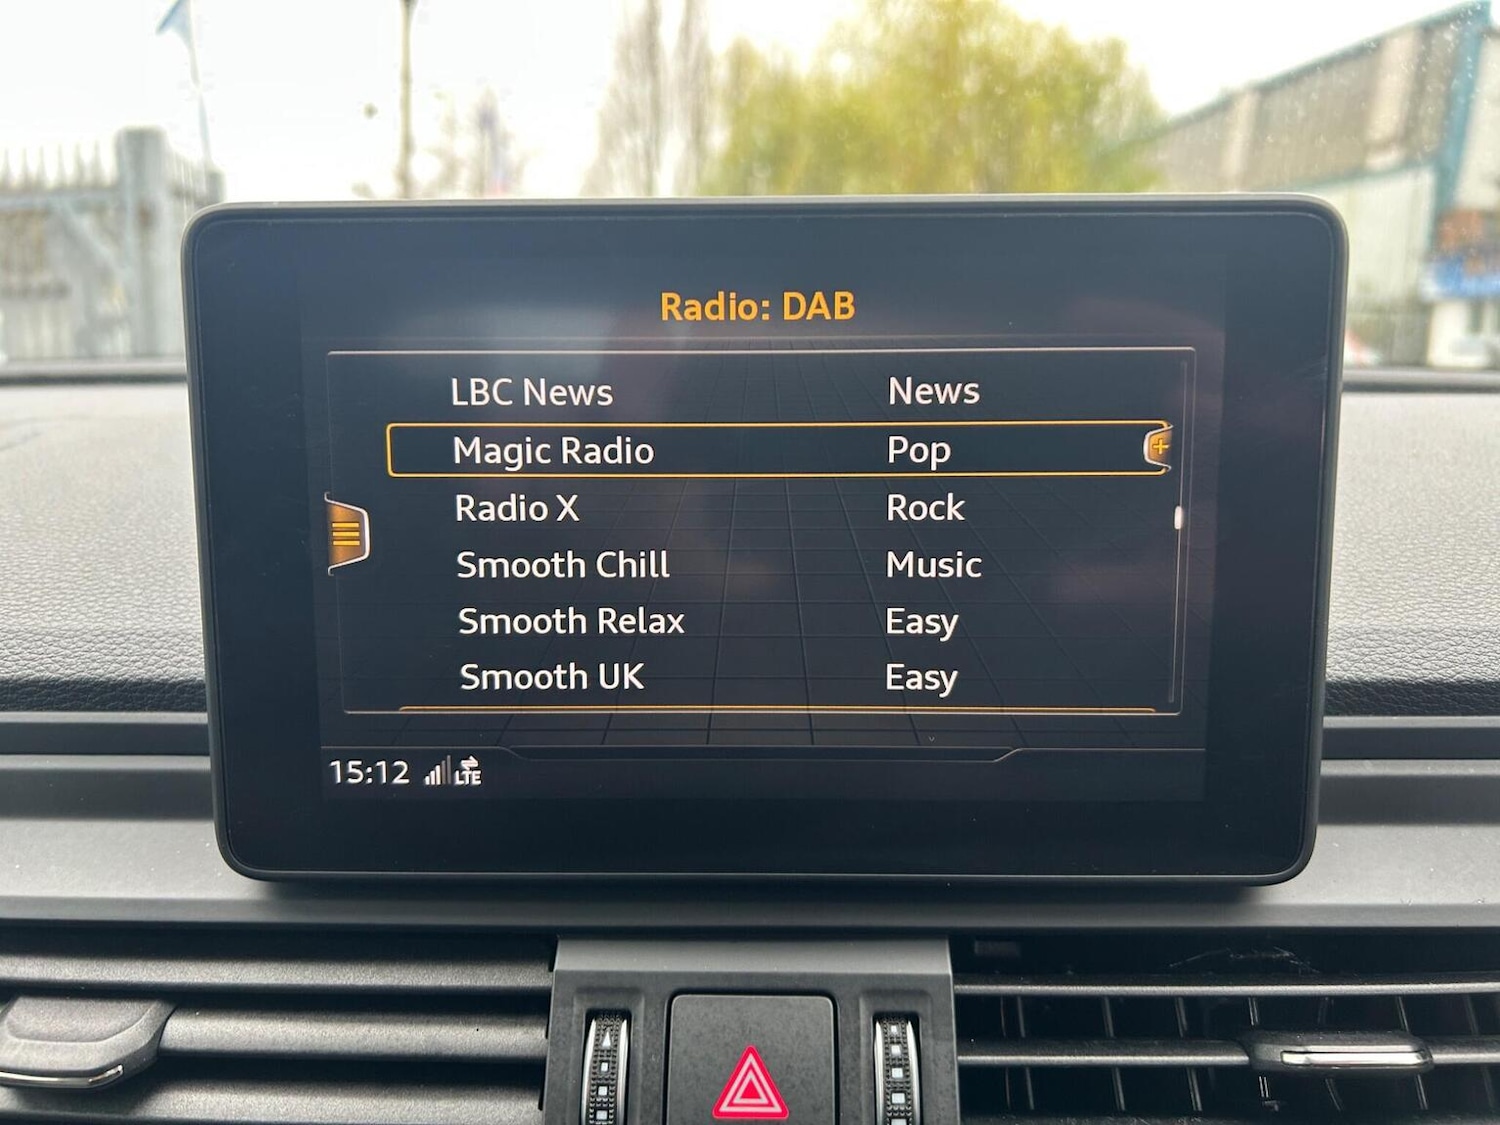 Radio: DAB
LBC News News
Magic Radio Pop
Radio X Rock
Smooth Chill Music
Smooth Relax Easy
Smooth UK Easy
15:12 LTE